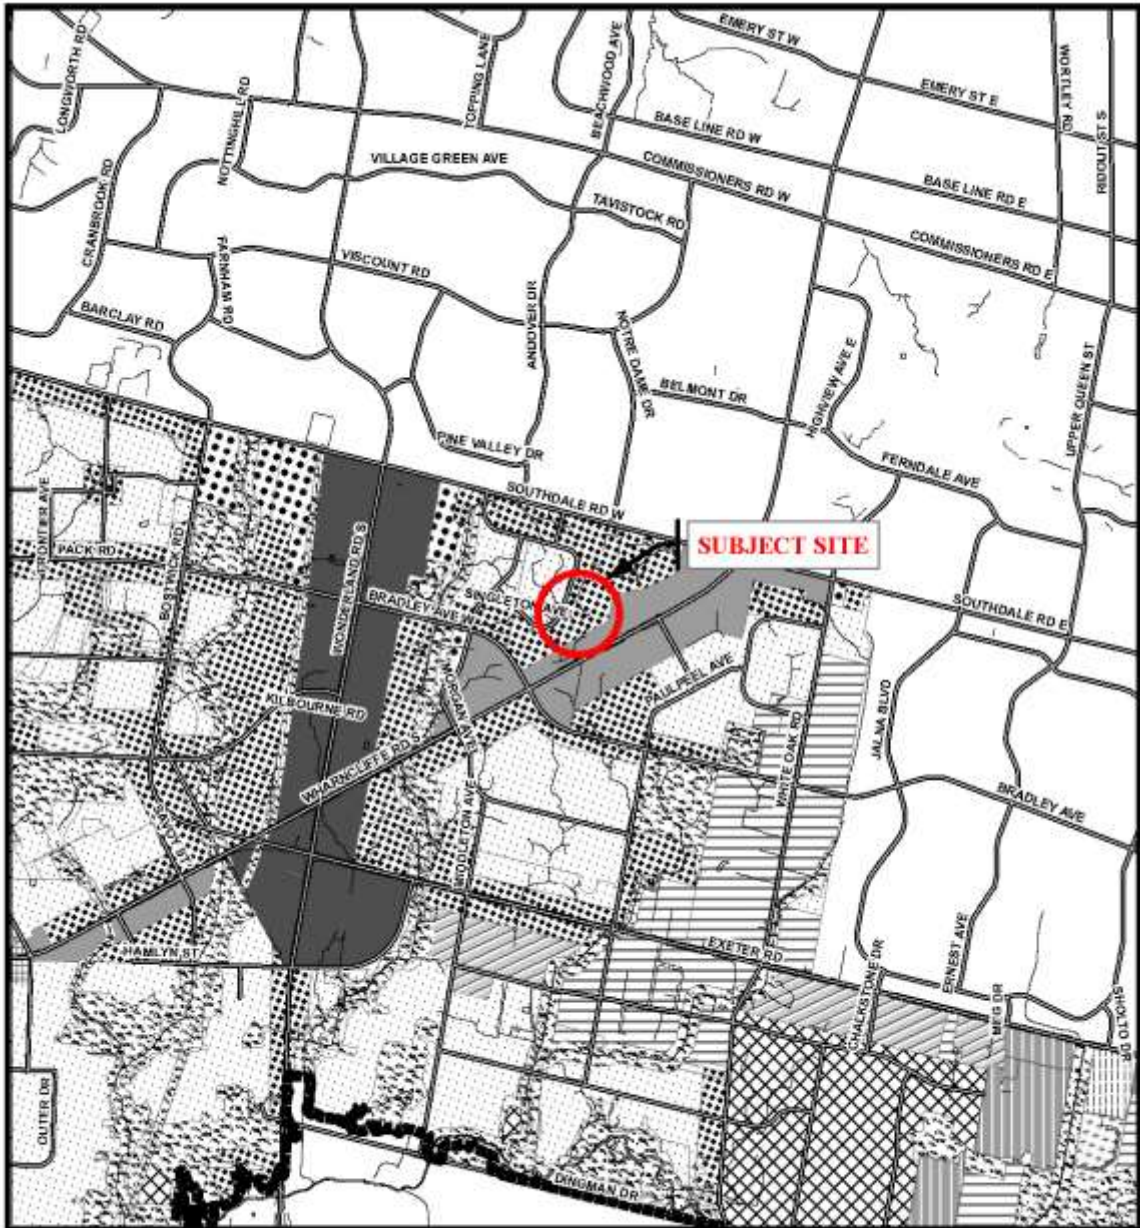 EMERY ST W
LONGWORTH RD
TOPPING LANE
BEACHWOOD AVE
WORTLEY RD
EMERY ST E
NOTTINGHILL RD
BASE LINE RD W
RIDOUT ST S
VILLAGE GREEN AVE
COMMISSIONERS RD W
CRANBROOK RD
BASE LINE RD E
TAVISTOCK RD
FARNHAM RD
VISCOUNT RD
COMMISSIONERS RD E
BARCLAY RD
ANDOVER DR
NOTRE DAME DR
HIGHVIEW AVE E
UPPER QUEEN ST
BELMONT DR
PINE VALLEY DR
FERNDALE AVE
SOUTHDALE RD W
WONDERLAND RD S
SUBJECT SITE
PACK RD
BOSTWICK RD
BRADLEY AVE W
SINGLETON AVE
SOUTHDALE RD E
PAULPEEL AVE
KILBOURNE RD
JALNA BLVD
WHITE OAK RD
WHARNCLIFFE RD S
BRADLEY AVE
HAMLYN ST
EXETER RD
ERNEST AVE
CHALKSTONE DR
MEG DR
SHOLTO DR
OUTER DR
DINGMAN DR